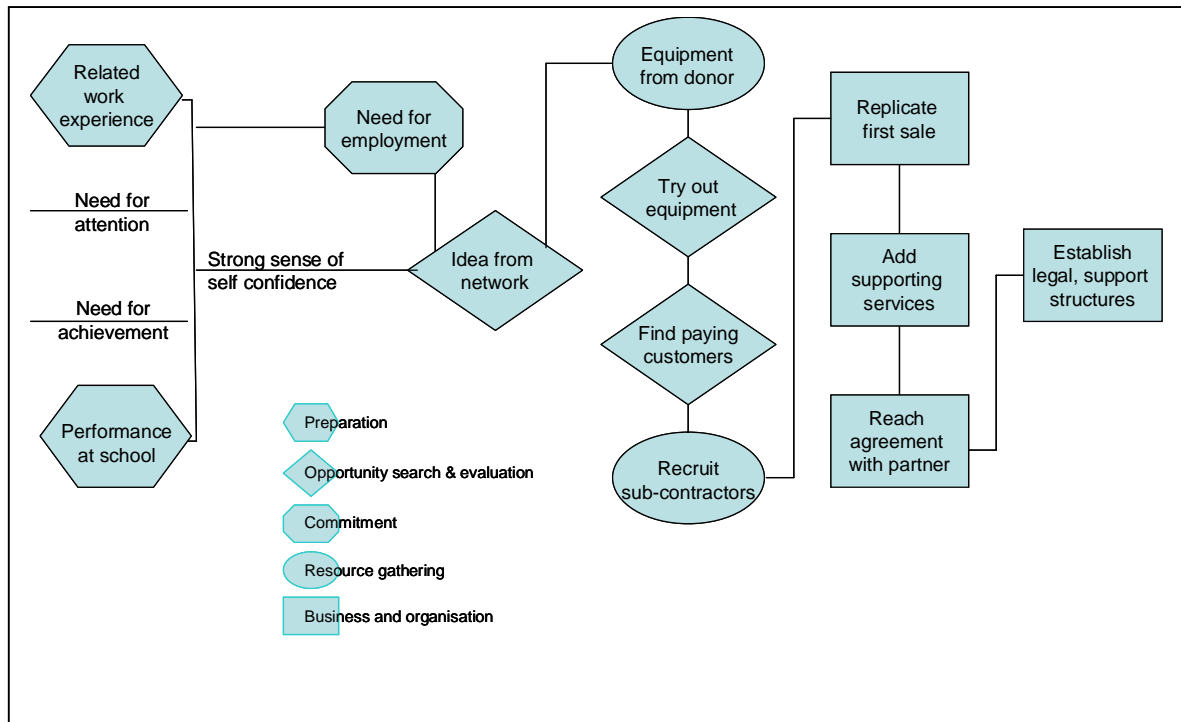 Related
work
experience
Need for
attention
Need for
achievement
Performance
at school
Need for
employment
Strong sense of
self confidence
Idea from
network
Equipment
from donor
Try out
equipment
Find paying
customers
Recruit
sub-contractors
Replicate
first sale
Add
supporting
services
Reach
agreement
with partner
Establish
legal, support
structures
Preparation
Opportunity search & evaluation
Commitment
Resource gathering
Business and organisation